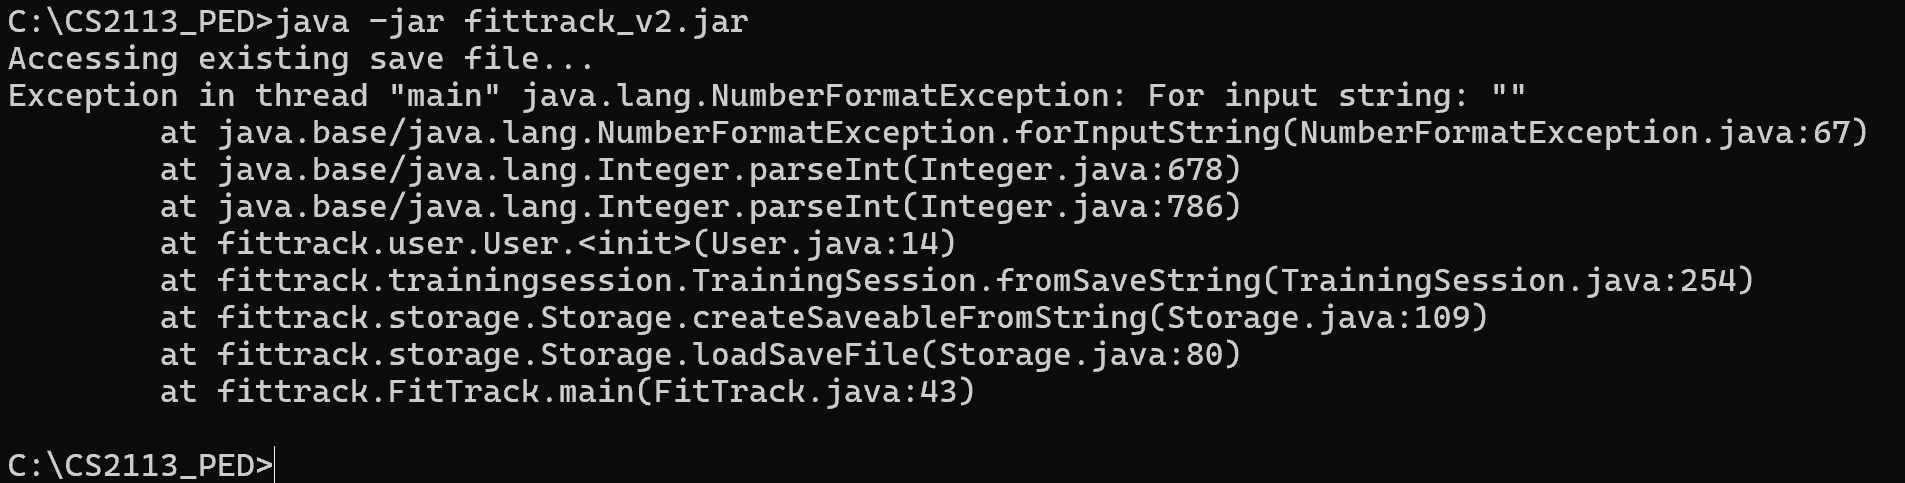 C:\CS2113_PED>java -jar fittrack_v2.jar
Accessing existing save file...
Exception in thread "main" java.lang.NumberFormatException: For input string: ""
        at java.base/java.lang.NumberFormatException.forInputString(NumberFormatException.java:67)
        at java.base/java.lang.Integer.parseInt(Integer.java:678)
        at java.base/java.lang.Integer.parseInt(Integer.java:786)
        at fittrack.user.User.<init>(User.java:14)
        at fittrack.trainingsession.TrainingSession.fromSaveString(TrainingSession.java:254)
        at fittrack.storage.Storage.createSaveableFromString(Storage.java:109)
        at fittrack.storage.Storage.loadSaveFile(Storage.java:80)
        at fittrack.FitTrack.main(FitTrack.java:43)
C:\CS2113_PED>